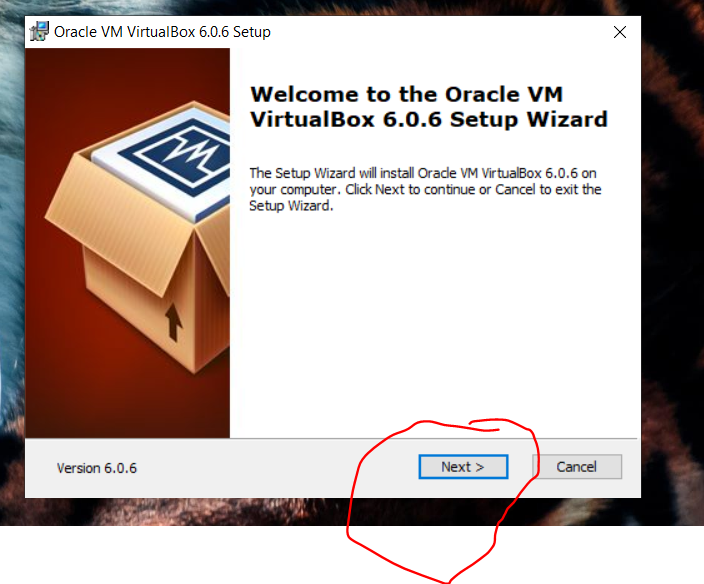 Oracle VM VirtualBox 6.0.6 Setup
Welcome to the Oracle VM
VirtualBox 6.0.6 Setup Wizard
The Setup Wizard will install Oracle VM VirtualBox 6.0.6 on
your computer. Click Next to continue or Cancel to exit the
Setup Wizard.
Version 6.0.6
Next >
Cancel